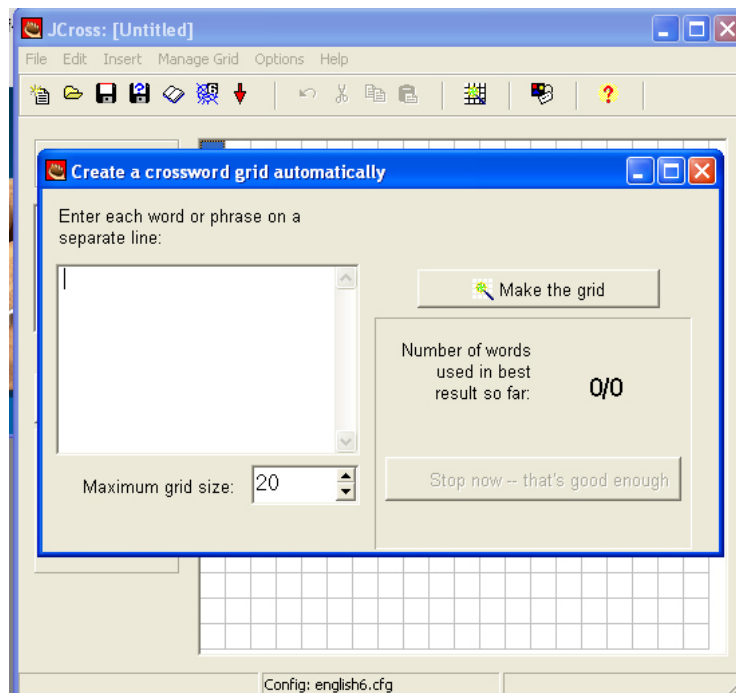 JCross: [Untitled]
File Edit Insert Manage Grid Options Help
Create a crossword grid automatically
Enter each word or phrase on a
separate line:
Make the grid
Number of words
used in best
result so far:
0/0
Maximum grid size: 20
Stop now -- that's good enough
Config: english6.cfg